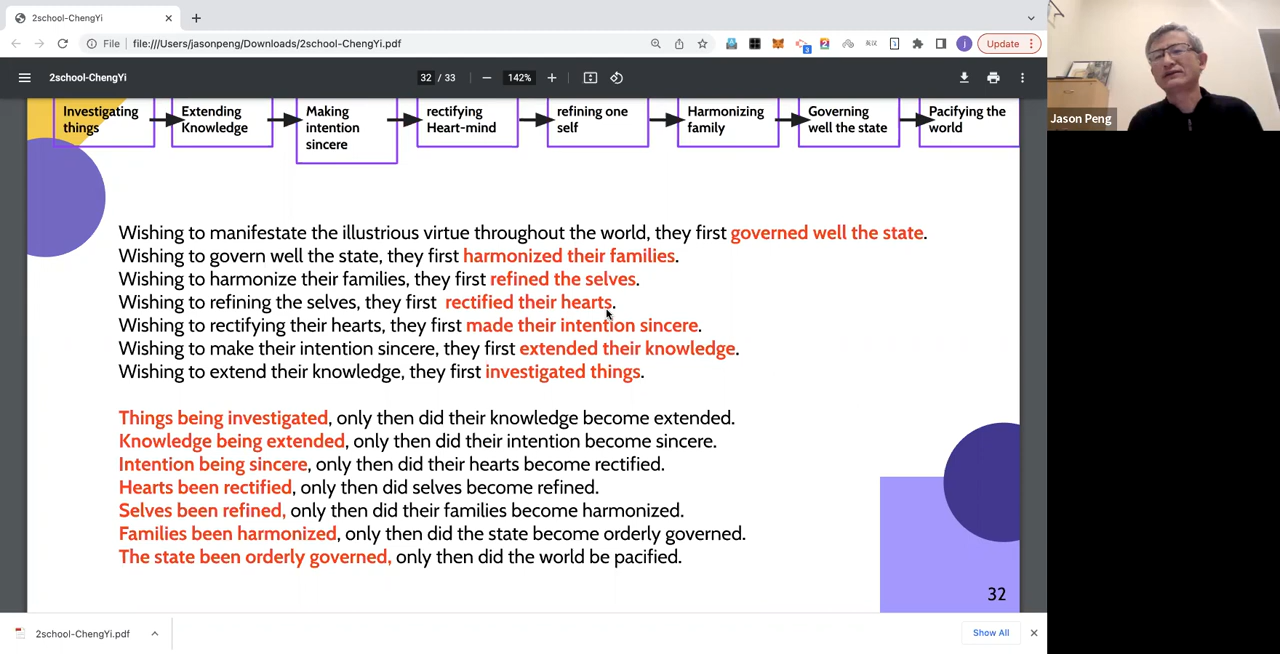 2school-ChengYi
File
file:///Users/jasonpeng/Downloads/2school-ChengYi.pdf
3
2
j
Update
2school-ChengYi
32 / 33
142%
Investigating things
Extending Knowledge
Making intention sincere
rectifying Heart-mind
refining one self
Harmonizing family
Governing well the state
Pacifying the world
Jason Peng
Wishing to manifestate the illustrious virtue throughout the world, they first governed well the state.
Wishing to govern well the state, they first harmonized their families.
Wishing to harmonize their families, they first refined the selves.
Wishing to refining the selves, they first rectified their hearts.
Wishing to rectifying their hearts, they first made their intention sincere.
Wishing to make their intention sincere, they first extended their knowledge.
Wishing to extend their knowledge, they first investigated things.
Things being investigated, only then did their knowledge become extended.
Knowledge being extended, only then did their intention become sincere.
Intention being sincere, only then did their hearts become rectified.
Hearts been rectified, only then did selves become refined.
Selves been refined, only then did their families become harmonized.
Families been harmonized, only then did the state become orderly governed.
The state been orderly governed, only then did the world be pacified.
32
2school-ChengYi.pdf
Show All